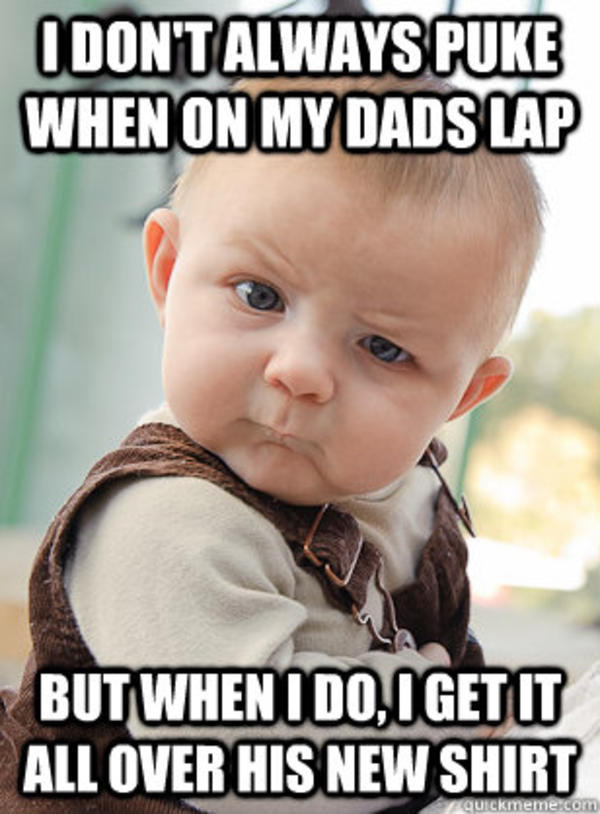 I DON'T ALWAYS PUKE
WHEN ON MY DADS LAP
BUT WHEN I DO, I GET IT
ALL OVER HIS NEW SHIRT
quickmeme.com